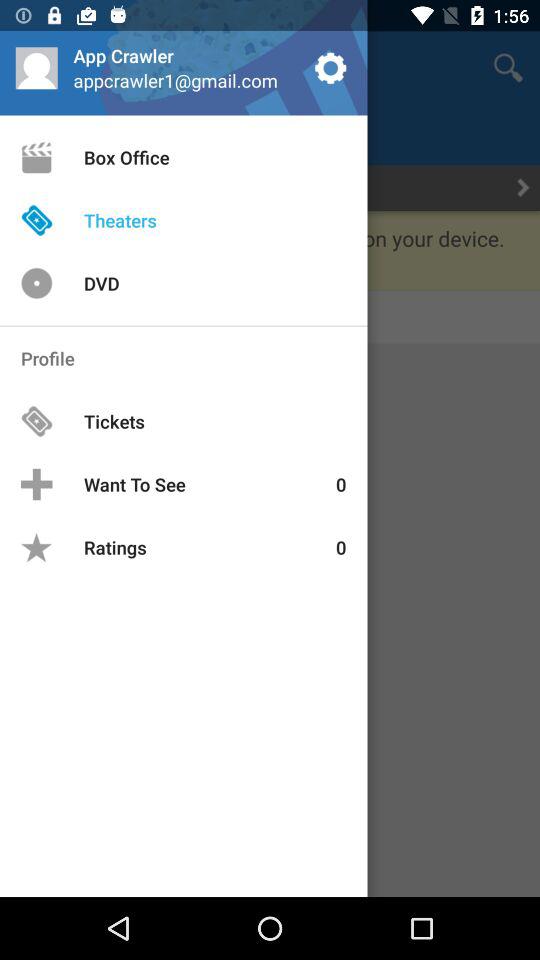 1:56
App Crawler
appcrawler1@gmail.com
Box Office
Theaters
on your device.
DVD
Profile
Tickets
Want To See 0
Ratings 0